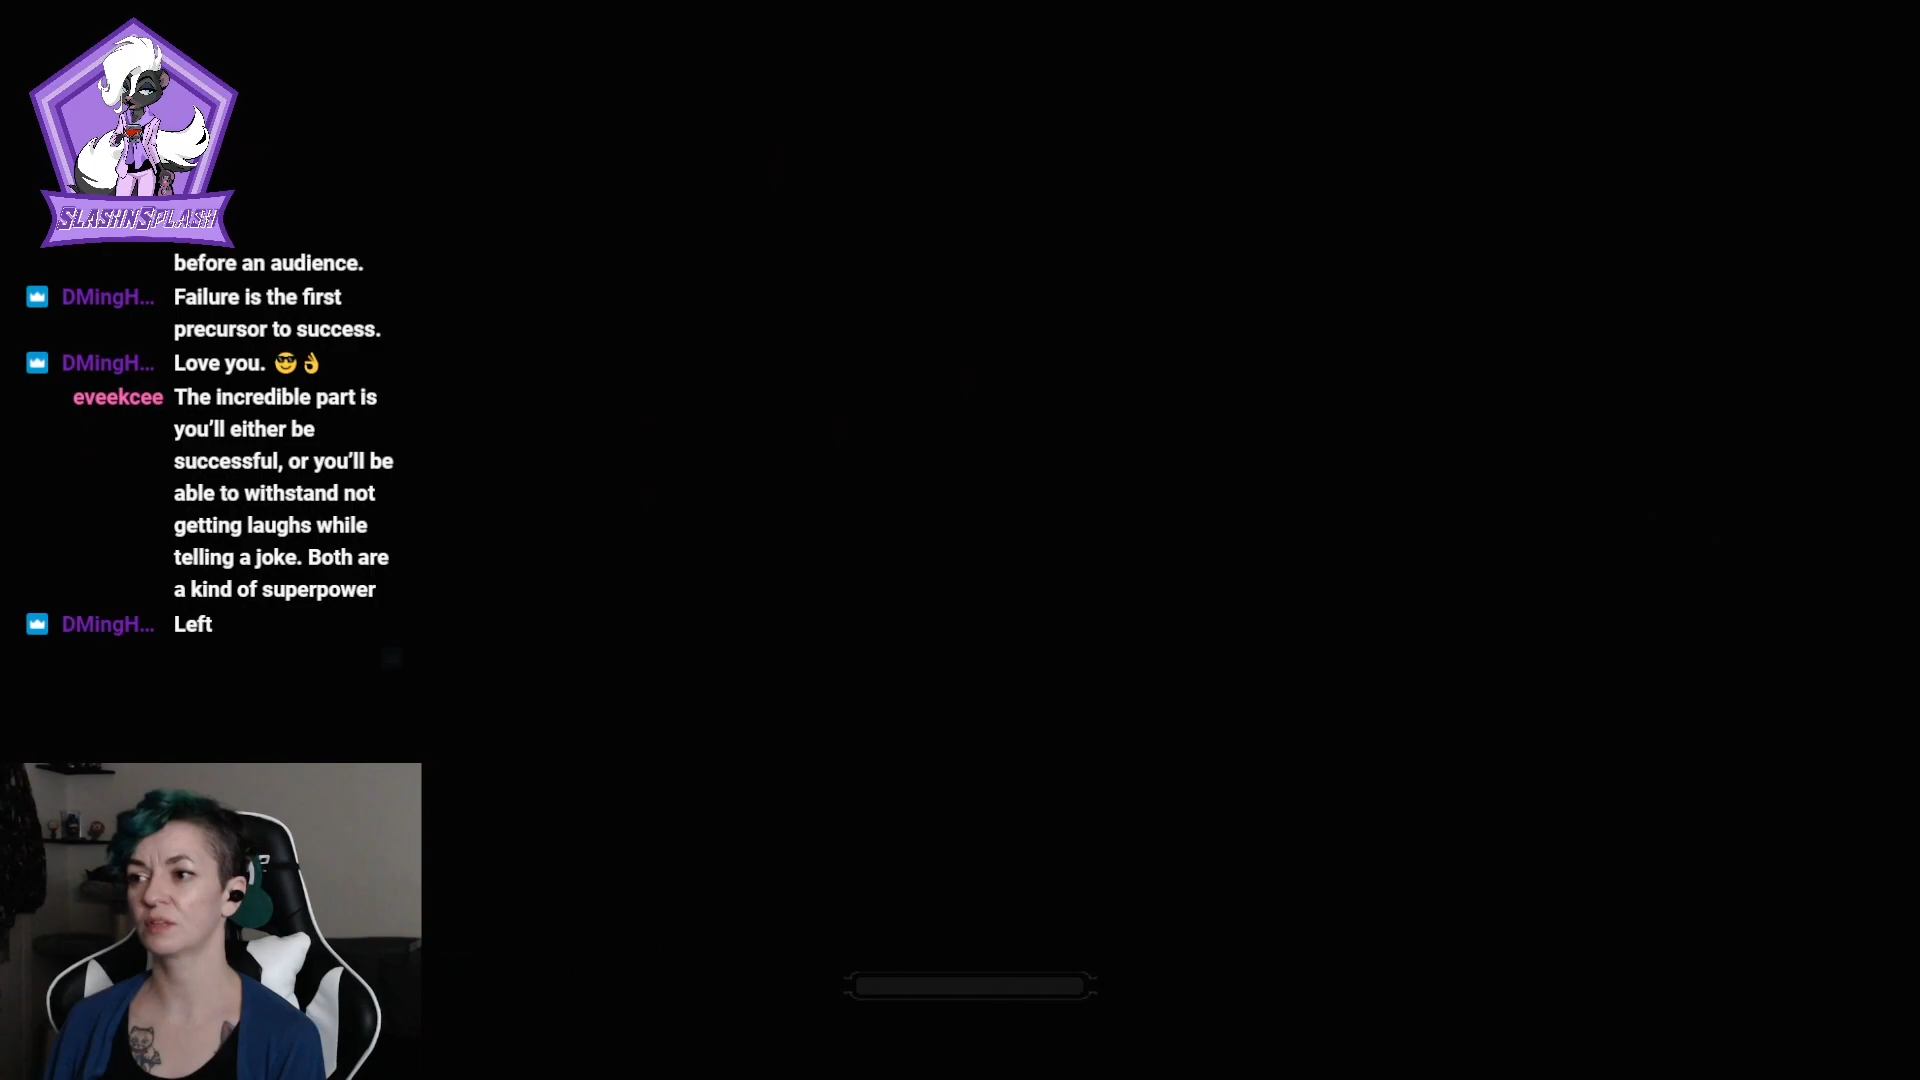 SLASHNSPLASH
before an audience.
DMingH... Failure is the first
precursor to success.
DMingH... Love you. 😎👌
eveekcee The incredible part is
you’ll either be
successful, or you’ll be
able to withstand not
getting laughs while
telling a joke. Both are
a kind of superpower
DMingH... Left